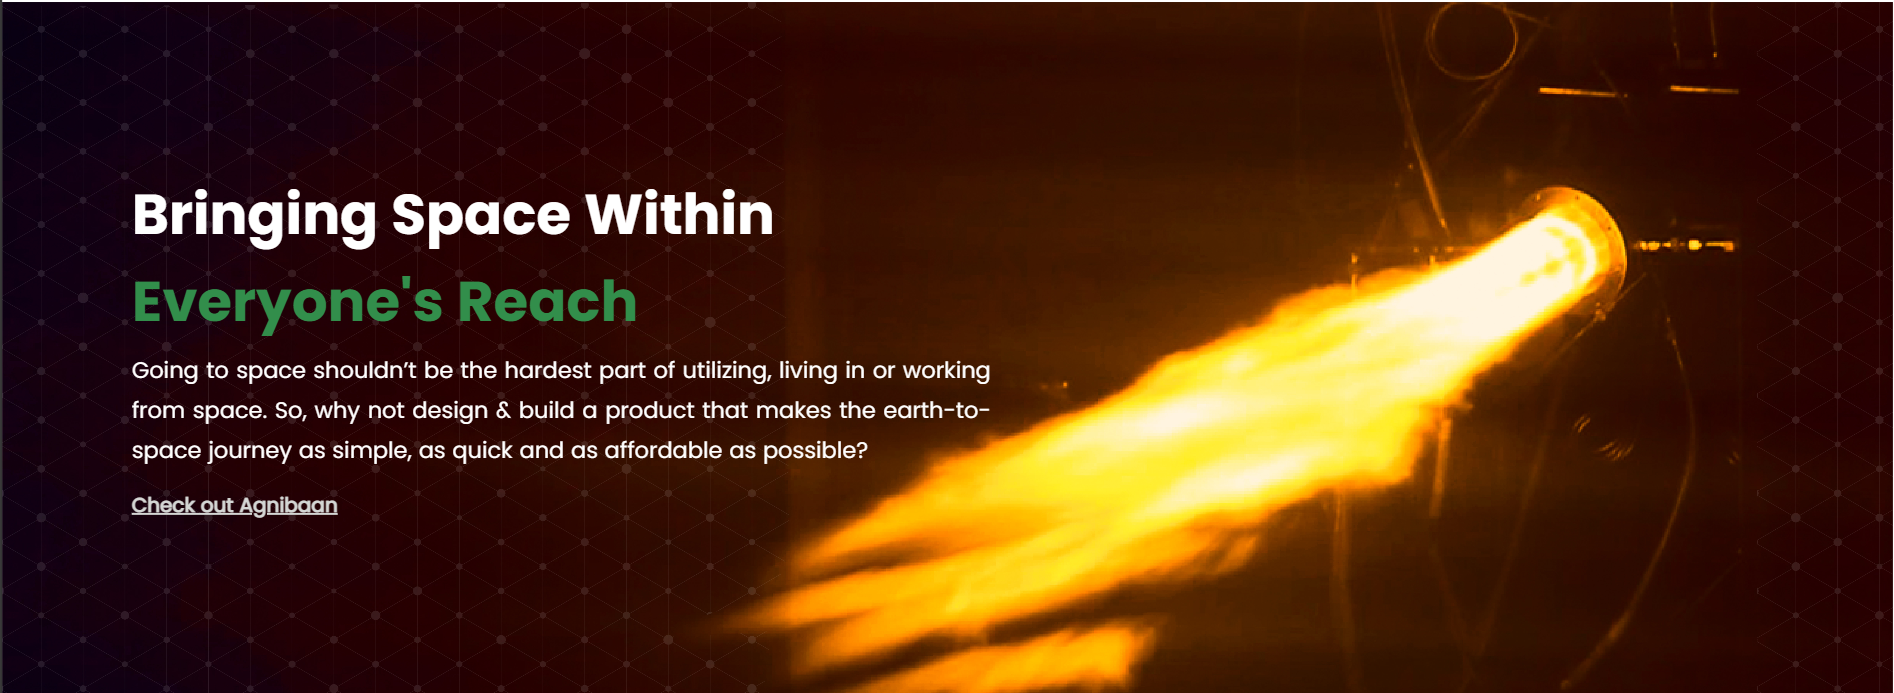 Bringing Space Within
Everyone's Reach
Going to space shouldn’t be the hardest part of utilizing, living in or working
from space. So, why not design & build a product that makes the earth-to-
space journey as simple, as quick and as affordable as possible?
Check out Agnibaan